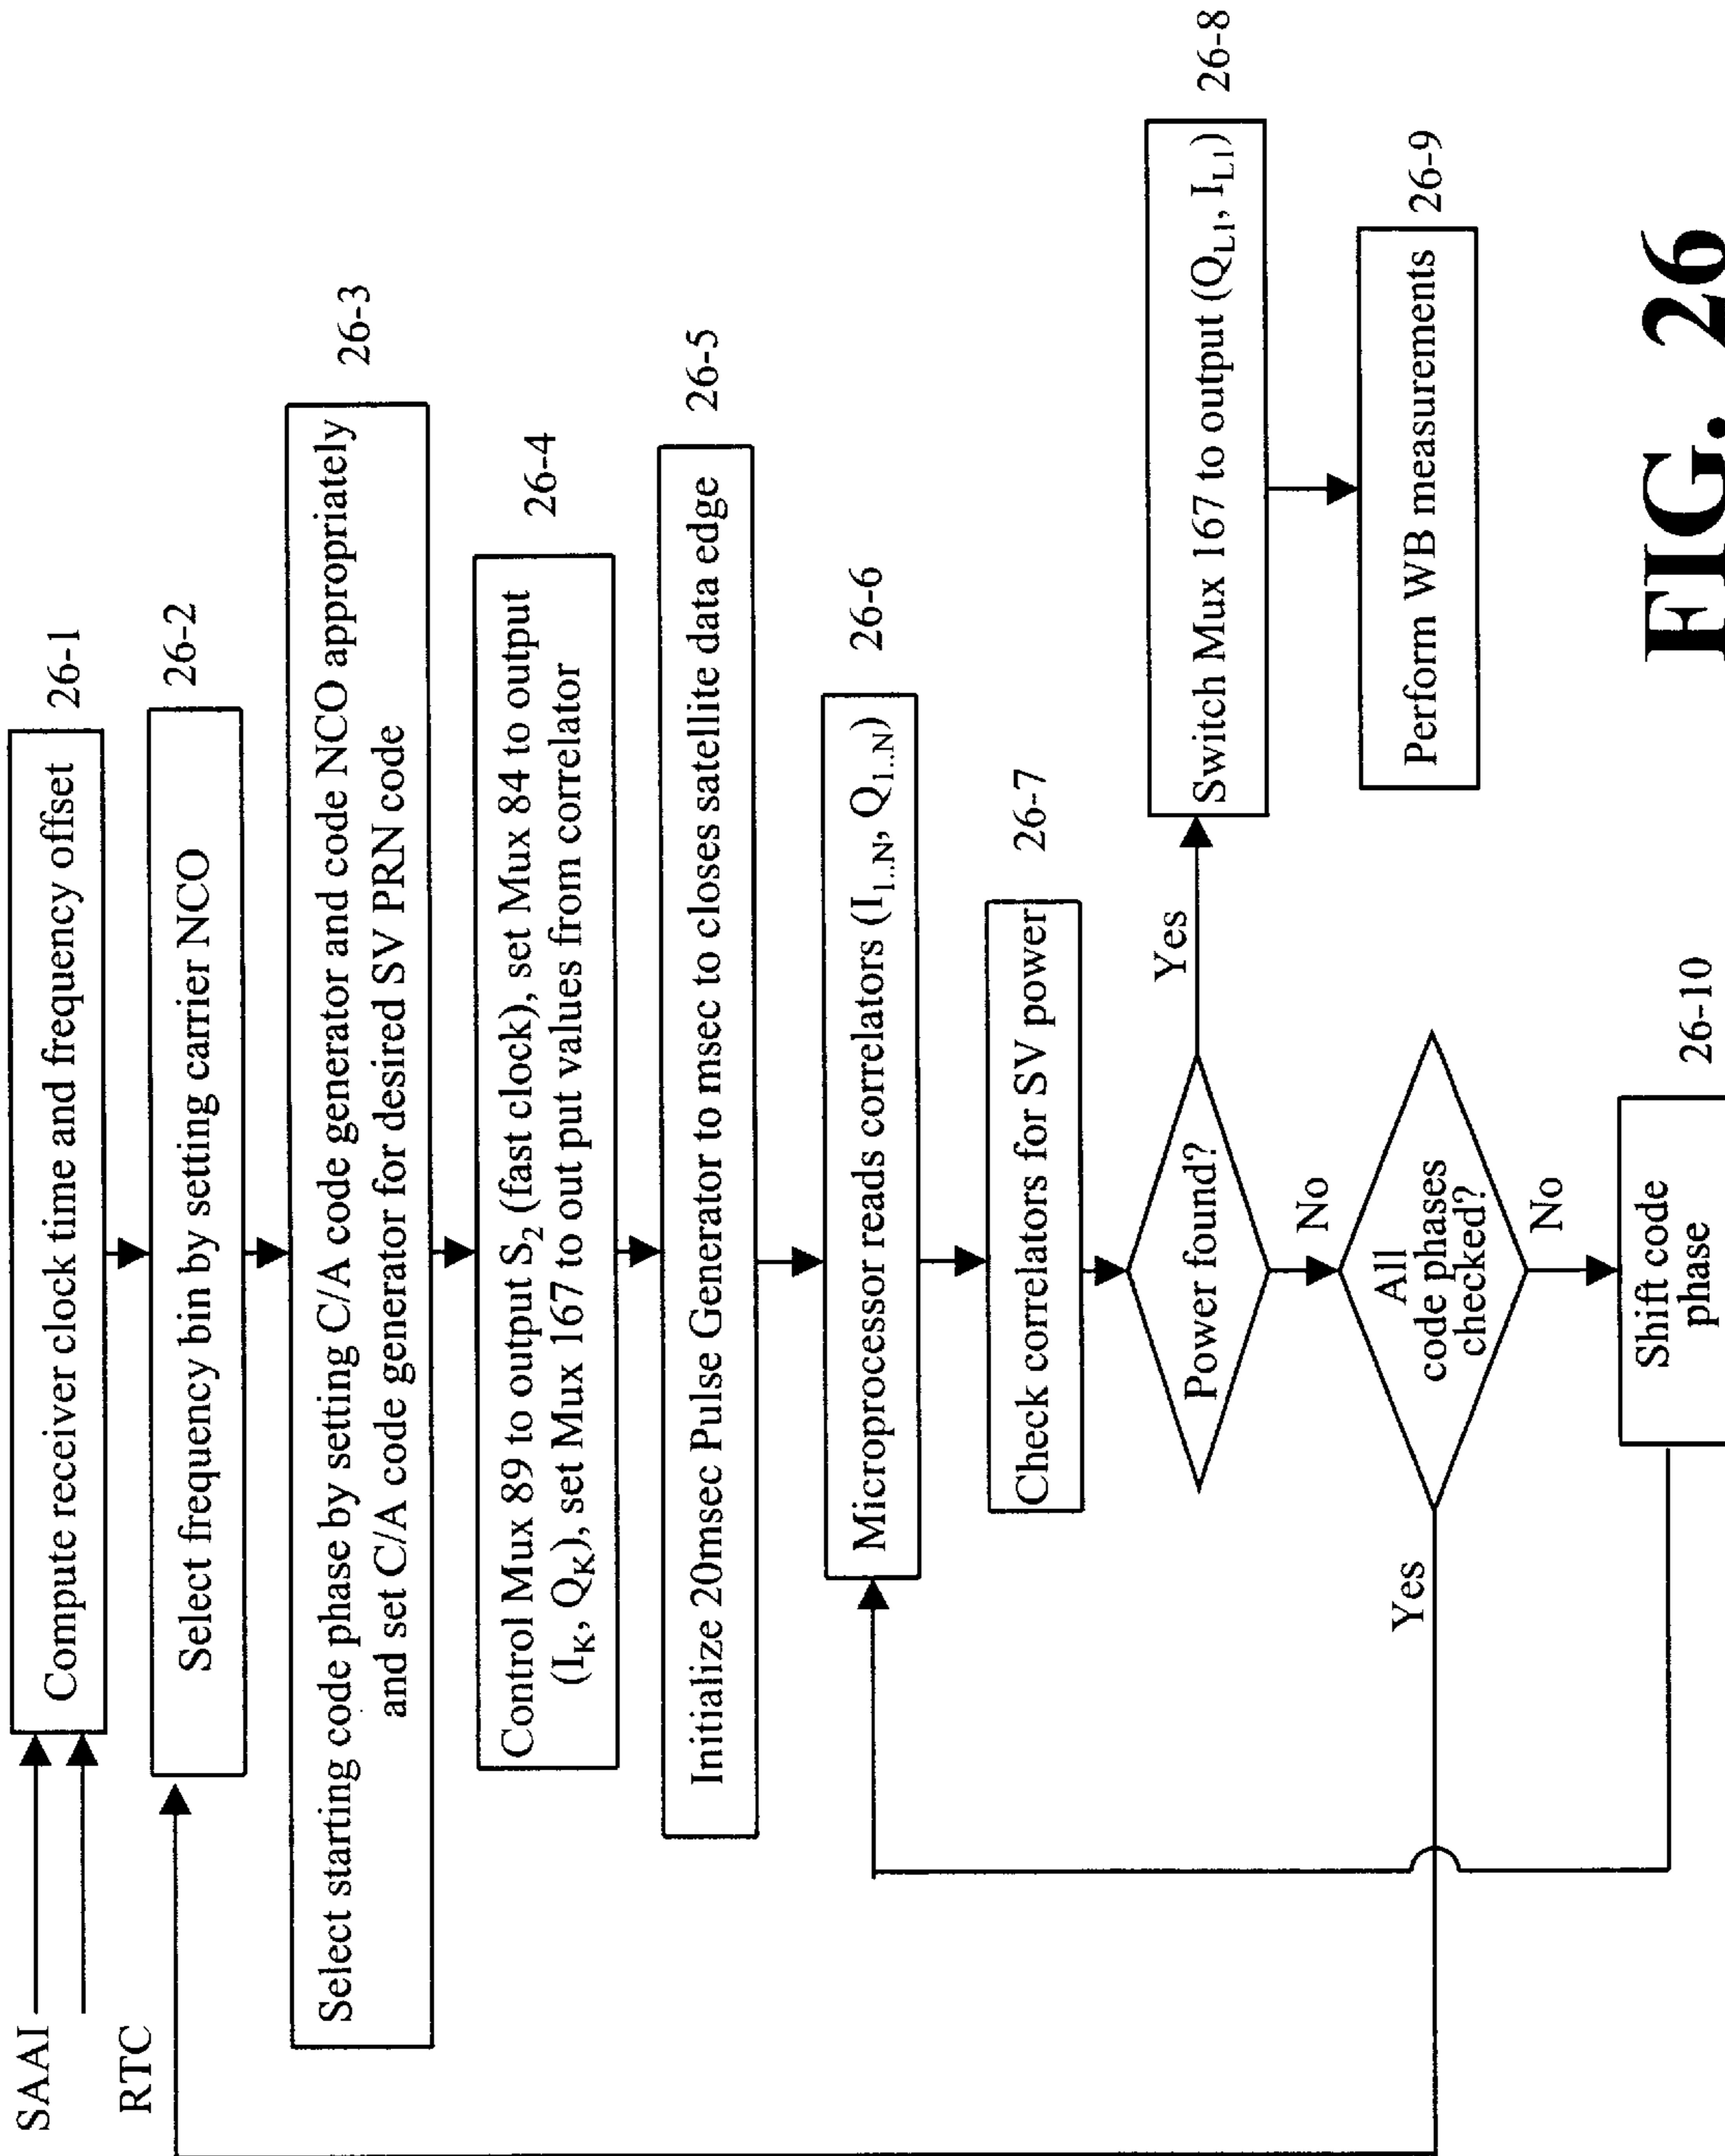 SAAI
RTC
Compute receiver clock time and frequency offset
26-1
Select frequency bin by setting carrier NCO
26-2
Select starting code phase by setting C/A code generator and code NCO appropriately
and set C/A code generator for desired SV PRN code
26-3
Control Mux 89 to output S₂ (fast clock), set Mux 84 to output
(I_K, Q_K), set Mux 167 to out put values from correlator
26-4
Initialize 20msec Pulse Generator to msec to closes satellite data edge
26-5
Microprocessor reads correlators (I_1..N, Q_1..N)
26-6
Check correlators for SV power
26-7
Power found?
Yes
Switch Mux 167 to output (Q_L1, I_L1)
26-8
Perform WB measurements
26-9
No
All
code phases
checked?
Yes
No
Shift code
phase
26-10
FIG. 26